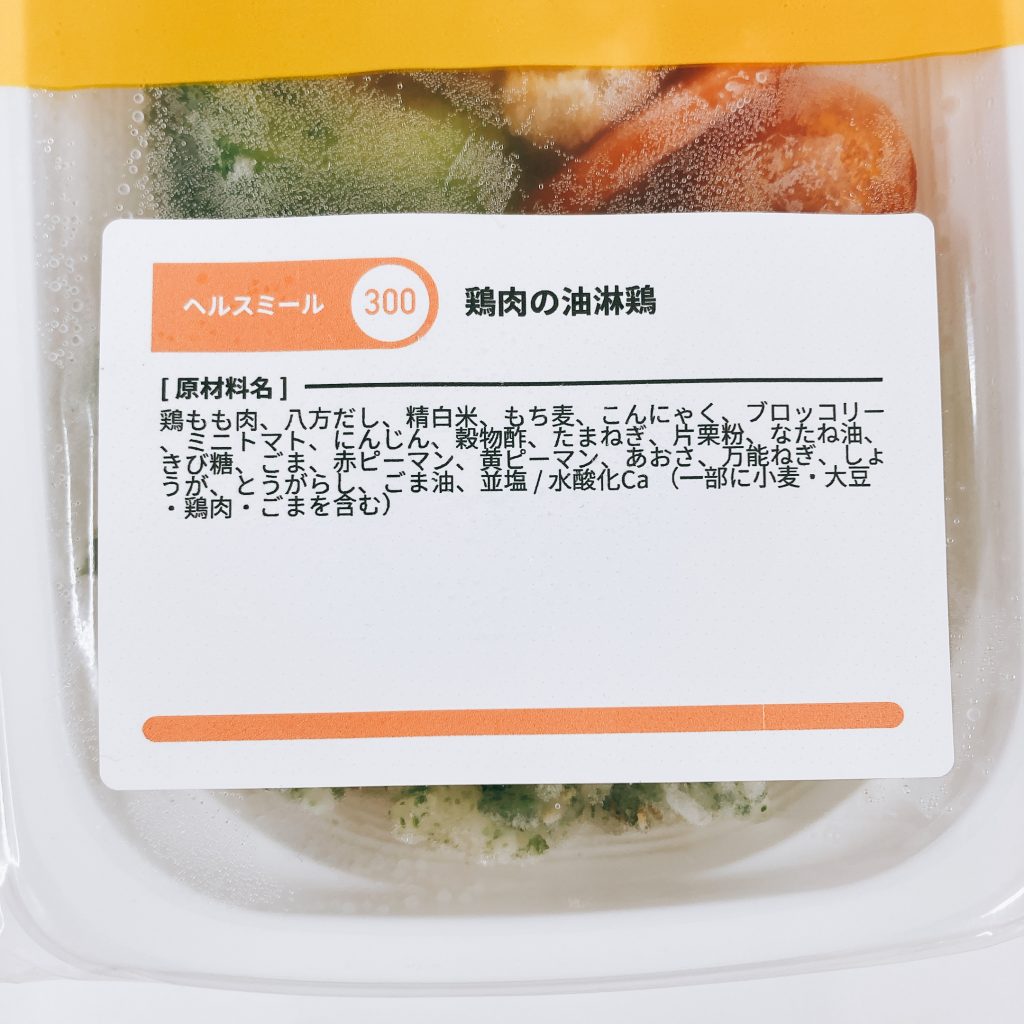 ヘルスミール 300 鶏肉の油淋鶏
[ 原材料名 ]
鶏もも肉、八方だし、精白米、もち麦、こんにゃく、ブロッコリー
、ミニトマト、にんじん、穀物酢、たまねぎ、片栗粉、なたね油、
きび糖、ごま、赤ピーマン、黄ピーマン、あおさ、万能ねぎ、しょ
うが、とうがらし、ごま油、並塩 / 水酸化Ca （一部に小麦・大豆
・鶏肉・ごまを含む）